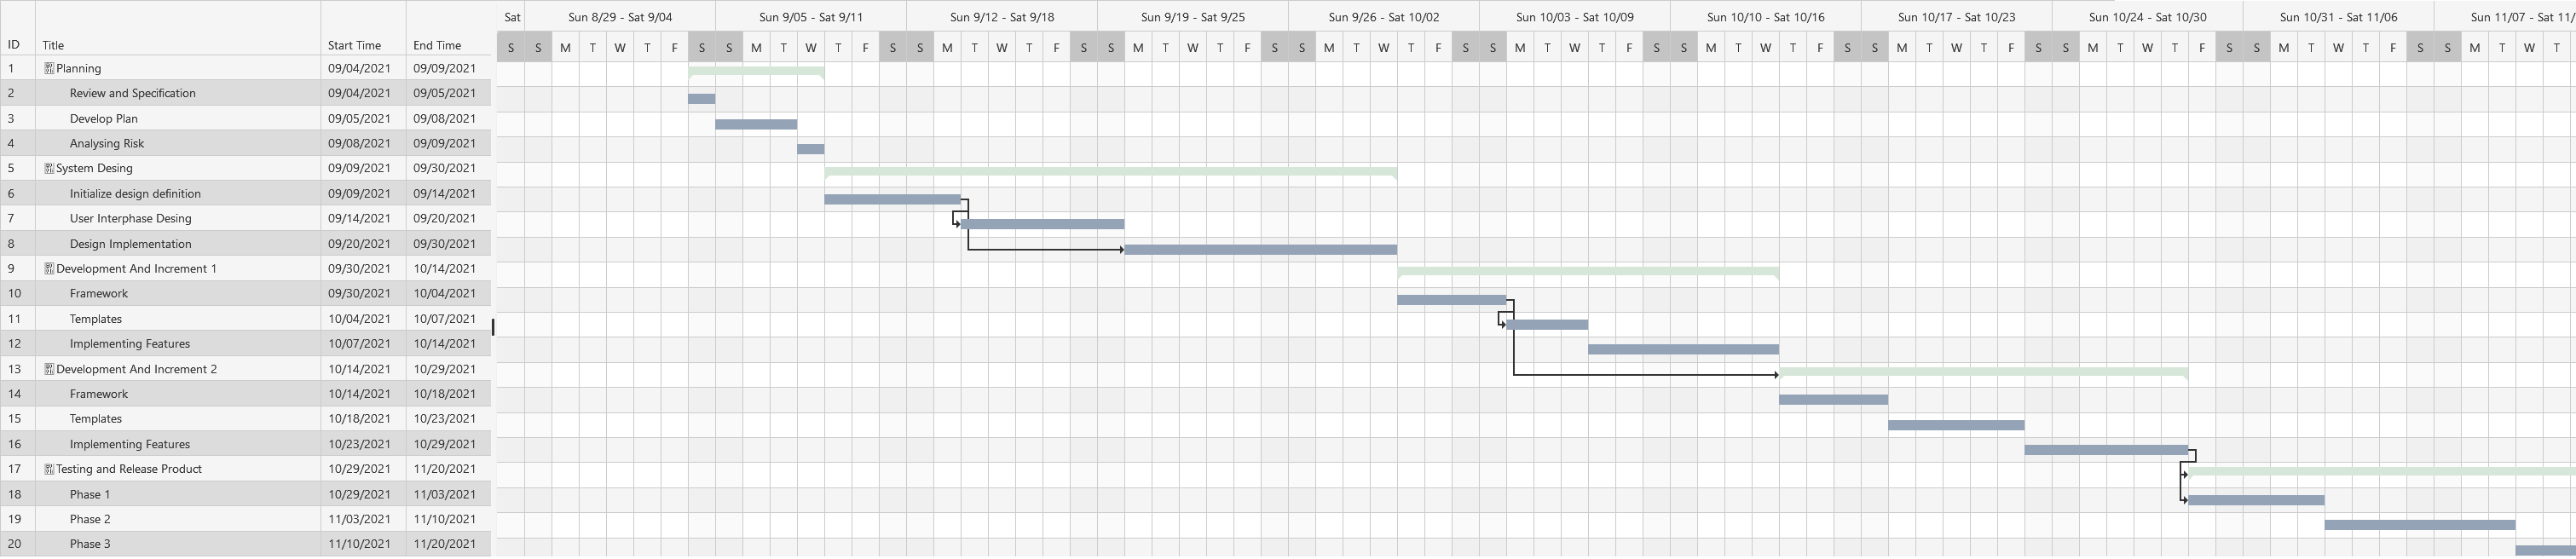 Sat Sun 8/29 - Sat 9/04 Sun 9/05 - Sat 9/11 Sun 9/12 - Sat 9/18 Sun 9/19 - Sat 9/25 Sun 9/26 - Sat 10/02 Sun 10/03 - Sat 10/09 Sun 10/10 - Sat 10/16 Sun 10/17 - Sat 10/23 Sun 10/24 - Sat 10/30 Sun 10/31 - Sat 11/06 Sun 11/07 - Sat 11/
ID Title Start Time End Time S S M T W T F S S M T W T F S S M T W T F S S M T W T F S S M T W T F S S M T W T F S S M T W T F S S M T W T F S S M T W T F S S M T W T F S S M T W T
1 Planning 09/04/2021 09/09/2021
2 Review and Specification 09/04/2021 09/05/2021
3 Develop Plan 09/05/2021 09/08/2021
4 Analysing Risk 09/08/2021 09/09/2021
5 System Desing 09/09/2021 09/30/2021
6 Initialize design definition 09/09/2021 09/14/2021
7 User Interphase Desing 09/14/2021 09/20/2021
8 Design Implementation 09/20/2021 09/30/2021
9 Development And Increment 1 09/30/2021 10/14/2021
10 Framework 09/30/2021 10/04/2021
11 Templates 10/04/2021 10/07/2021
12 Implementing Features 10/07/2021 10/14/2021
13 Development And Increment 2 10/14/2021 10/29/2021
14 Framework 10/14/2021 10/18/2021
15 Templates 10/18/2021 10/23/2021
16 Implementing Features 10/23/2021 10/29/2021
17 Testing and Release Product 10/29/2021 11/20/2021
18 Phase 1 10/29/2021 11/03/2021
19 Phase 2 11/03/2021 11/10/2021
20 Phase 3 11/10/2021 11/20/2021